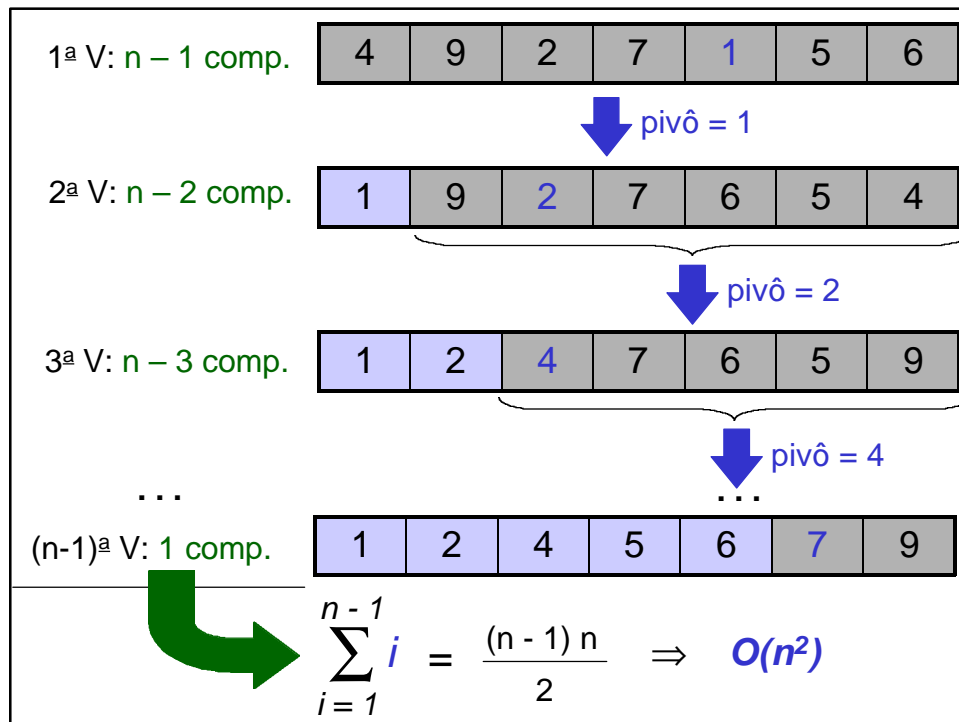 1ª V: n – 1 comp. 4 9 2 7 1 5 6
pivô = 1
2ª V: n – 2 comp. 1 9 2 7 6 5 4
pivô = 2
3ª V: n – 3 comp. 1 2 4 7 6 5 9
pivô = 4
... ...
(n-1)ª V: 1 comp. 1 2 4 5 6 7 9
n - 1
∑ i = (n - 1) n / 2 ⇒ O(n²)
i = 1